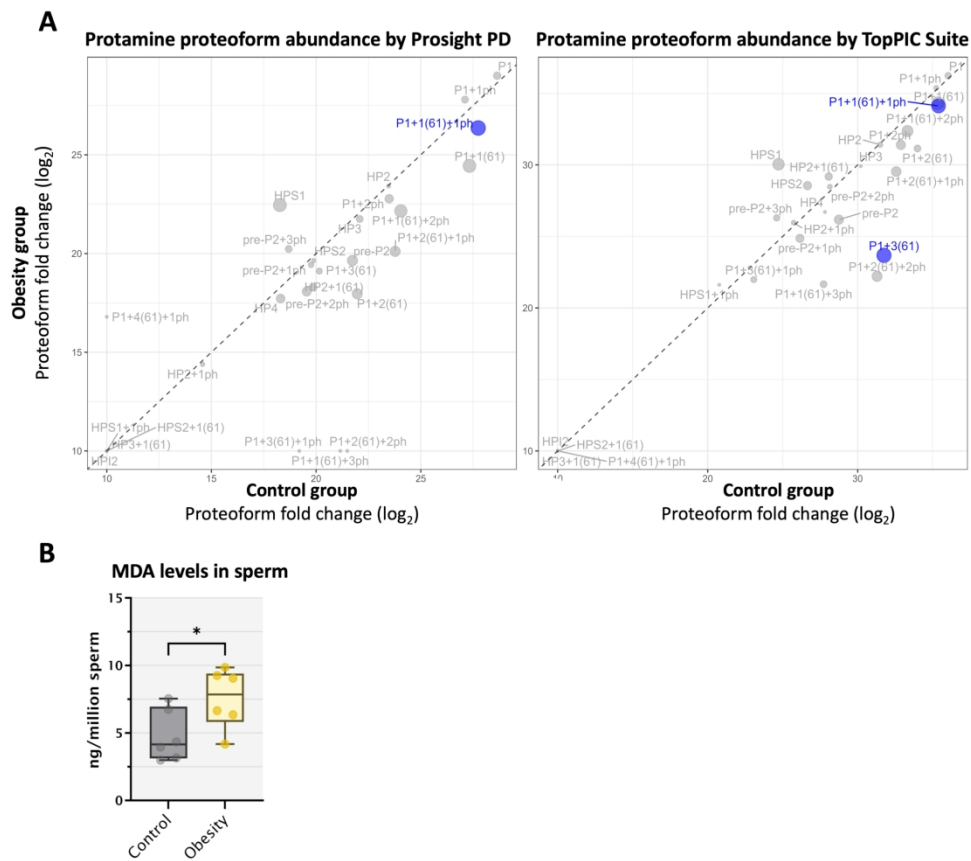 A
Protamine proteoform abundance by Prosight PD
Protamine proteoform abundance by TopPIC Suite
Obesity group
Proteoform fold change (log2)
25
20
15
10
P1
P1+1ph
P1+1(61)+1ph
P1+1(61)
HP2
P1+2ph
HPS1
P1+1(61)+2ph
HP3
P1+2(61)+1ph
pre-P2+3ph
HPS2
pre-P2
pre-P2+1ph
P1+3(61)
HP2+1(61)
HP4
pre-P2+2ph
P1+2(61)
P1+4(61)+1ph
HP2+1ph
HPS1+1ph
HPS2+1(61)
HP3+1(61)
HPI2
P1+3(61)+1ph
P1+2(61)+2ph
P1+1(61)+3ph
10
15
20
25
Control group
Proteoform fold change (log2)
30
20
10
P1
P1+1ph
P1+1(61)
P1+1(61)+1ph
P1+1(61)+2ph
HP2
P1+2ph
HPS1
HP3
P1+2(61)
HP2+1(61)
P1+2(61)+1ph
HPS2
pre-P2+2ph
HP4
pre-P2+3ph
pre-P2
HP2+1ph
pre-P2+1ph
P1+3(61)
P1+2(61)+2ph
P1+3(61)+1ph
HPS1+1ph
P1+1(61)+3ph
HPI2
HPS2+1(61)
HP3+1(61)
P1+4(61)+1ph
10
20
30
Control group
Proteoform fold change (log2)
B
MDA levels in sperm
ng/million sperm
15
10
5
0
*
Control
Obesity